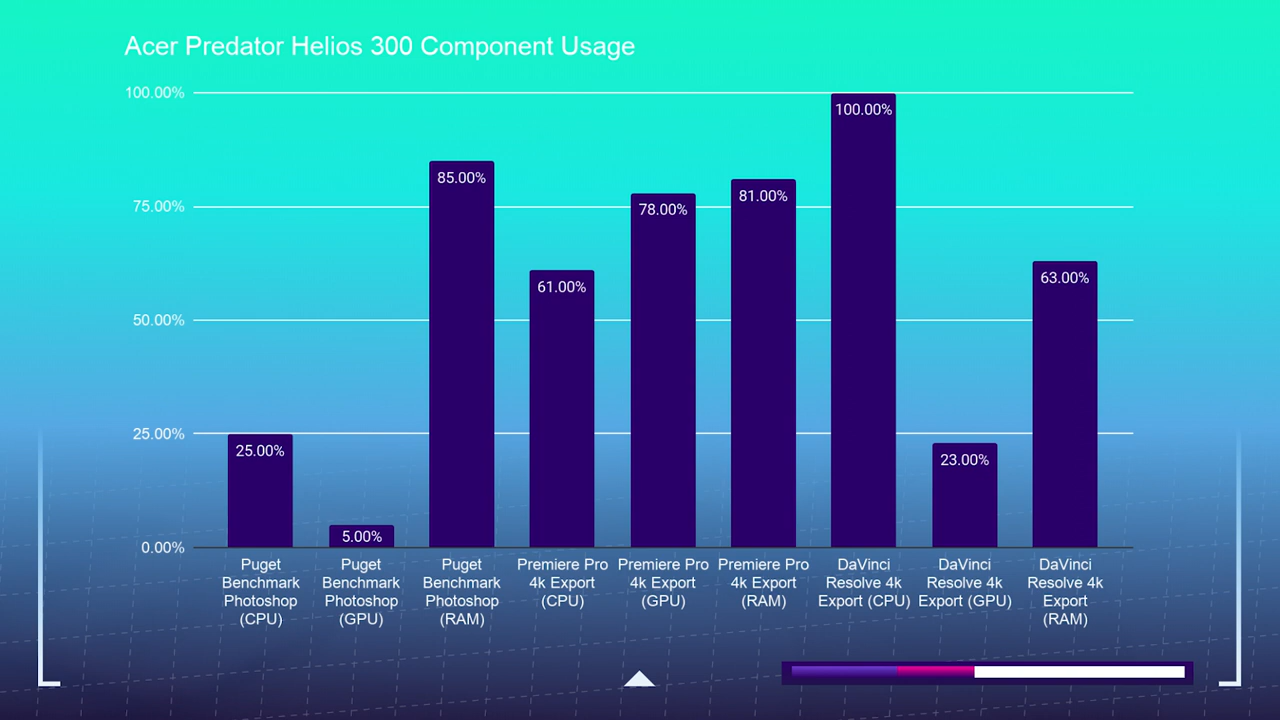 Acer Predator Helios 300 Component Usage
100.00%
75.00%
50.00%
25.00%
0.00%
25.00%
5.00%
85.00%
61.00%
78.00%
81.00%
100.00%
23.00%
63.00%
Puget
Benchmark
Photoshop
(CPU)
Puget
Benchmark
Photoshop
(GPU)
Puget
Benchmark
Photoshop
(RAM)
Premiere Pro
4k Export
(CPU)
Premiere Pro
4k Export
(GPU)
Premiere Pro
4k Export
(RAM)
DaVinci
Resolve 4k
Export (CPU)
DaVinci
Resolve 4k
Export (GPU)
DaVinci
Resolve 4k
Export
(RAM)